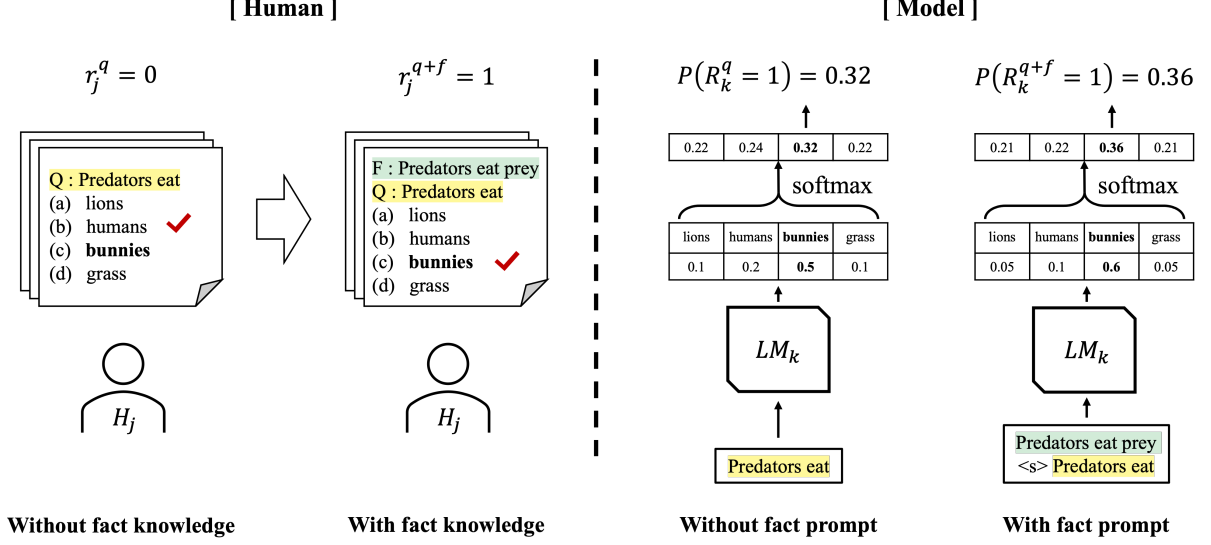 [ Human ]
r_j^q = 0
Q : Predators eat
(a) lions
(b) humans
(c) bunnies
(d) grass
H_j
Without fact knowledge
r_j^{q+f} = 1
F : Predators eat prey
Q : Predators eat
(a) lions
(b) humans
(c) bunnies
(d) grass
H_j
With fact knowledge
[ Model ]
P(R_k^q = 1) = 0.32
0.22 0.24 0.32 0.22
softmax
lions humans bunnies grass
0.1 0.2 0.5 0.1
LM_k
Predators eat
Without fact prompt
P(R_k^{q+f} = 1) = 0.36
0.21 0.22 0.36 0.21
softmax
lions humans bunnies grass
0.05 0.1 0.6 0.05
LM_k
Predators eat prey
<s> Predators eat
With fact prompt